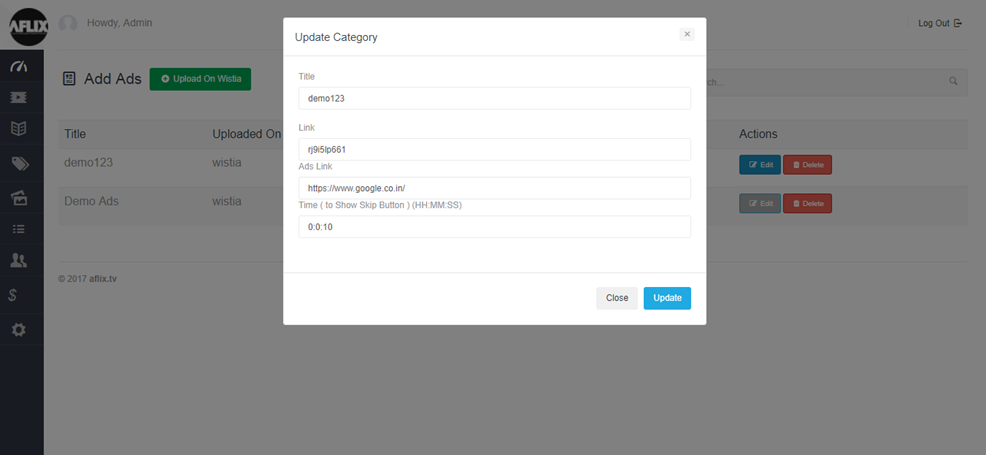 AFLIX
Howdy, Admin
Log Out
Add Ads
Upload On Wistia
ch...
Title
Uploaded On
Actions
demo123
wistia
Edit
Delete
Demo Ads
wistia
Edit
Delete
© 2017 aflix.tv
Update Category
×
Title
demo123
Link
rj9i5lp661
Ads Link
https://www.google.co.in/
Time ( to Show Skip Button ) (HH:MM:SS)
0:0:10
Close
Update